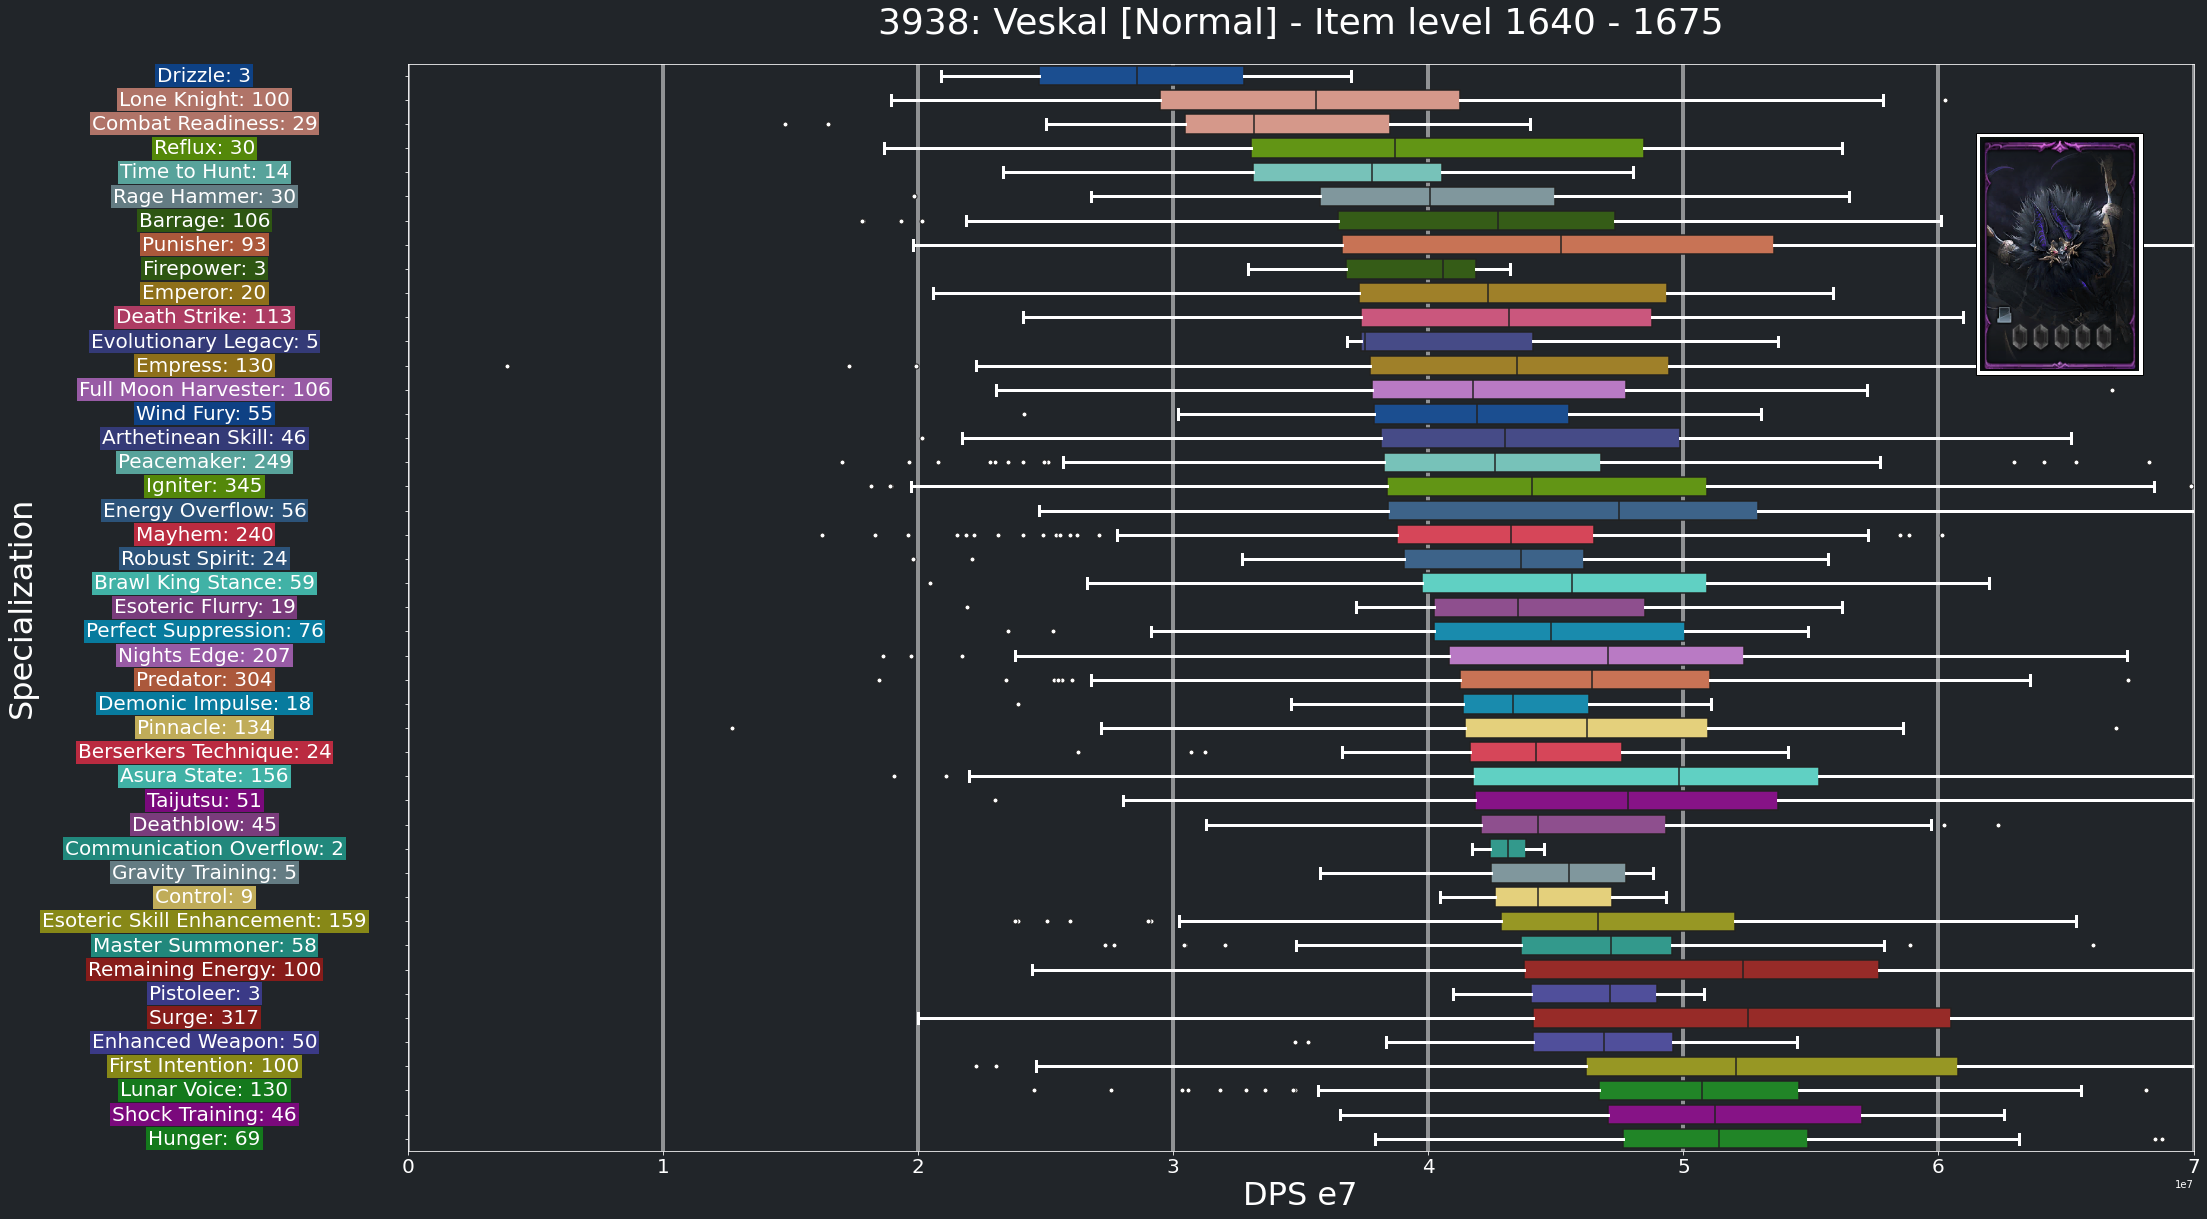 3938: Veskal [Normal] - Item level 1640 - 1675
Drizzle: 3
Lone Knight: 100
Combat Readiness: 29
Reflux: 30
Time to Hunt: 14
Rage Hammer: 30
Barrage: 106
Punisher: 93
Firepower: 3
Emperor: 20
Death Strike: 113
Evolutionary Legacy: 5
Empress: 130
Full Moon Harvester: 106
Wind Fury: 55
Arthetinean Skill: 46
Peacemaker: 249
Igniter: 345
Energy Overflow: 56
Mayhem: 240
Robust Spirit: 24
Brawl King Stance: 59
Esoteric Flurry: 19
Perfect Suppression: 76
Nights Edge: 207
Predator: 304
Demonic Impulse: 18
Pinnacle: 134
Berserkers Technique: 24
Asura State: 156
Taijutsu: 51
Deathblow: 45
Communication Overflow: 2
Gravity Training: 5
Control: 9
Esoteric Skill Enhancement: 159
Master Summoner: 58
Remaining Energy: 100
Pistoleer: 3
Surge: 317
Enhanced Weapon: 50
First Intention: 100
Lunar Voice: 130
Shock Training: 46
Hunger: 69
Specialization
0 1 2 3 4 5 6 7
DPS e7
1e7